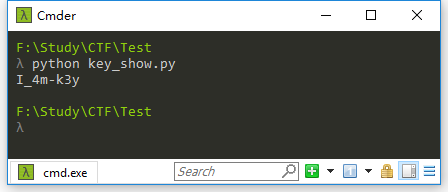 λ Cmder
F:\Study\CTF\Test
λ python key_show.py
I_4m-k3y
F:\Study\CTF\Test
λ
λ cmd.exe
Search